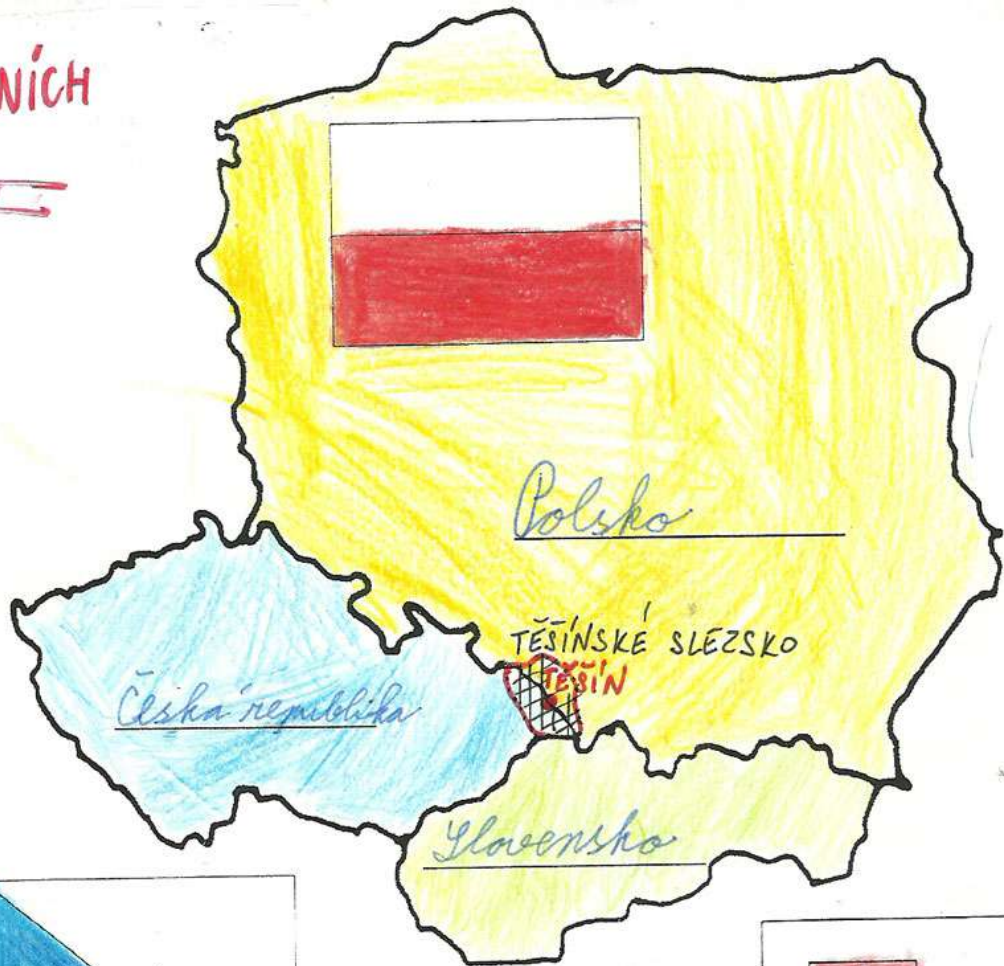 NÍCH
Polsko
TĚŠÍNSKÉ SLEZSKO
TĚŠÍN
Česká republika
Slovensko